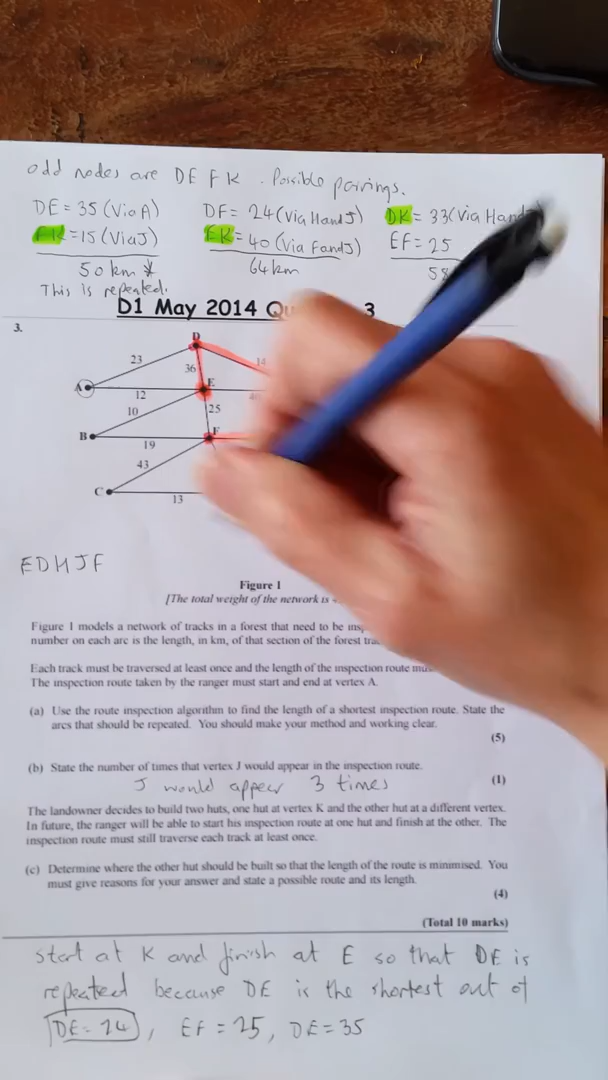 odd nodes are DE F K . Possible pairings.
DE = 35 (Via A) DF = 24 (Via H and J) DK = 33 (Via H and
FK = 15 (Via J) EK = 40 (Via F and J) EF = 25
50 km * 64 km 58
This is repeated.
D1 May 2014 3
3.
D
23 36 14
A E
12
10 25
B F
19
43
C
13
E D H J F
Figure 1
[The total weight of the network is
Figure 1 models a network of tracks in a forest that need to be
number on each arc is the length, in km, of that section of the forest
Each track must be traversed at least once and the length of the inspection route
The inspection route taken by the ranger must start and end at vertex A.
(a) Use the route inspection algorithm to find the length of a shortest inspection route. State the
arcs that should be repeated. You should make your method and working clear.
(5)
(b) State the number of times that vertex J would appear in the inspection route.
(1)
J would appear 3 times
The landowner decides to build two huts, one hut at vertex K and the other hut at a different vertex.
In future, the ranger will be able to start his inspection route at one hut and finish at the other. The
inspection route must still traverse each track at least once.
(c) Determine where the other hut should be built so that the length of the route is minimised. You
must give reasons for your answer and state a possible route and its length.
(4)
(Total 10 marks)
start at K and finish at E so that DE is
repeated because DE is the shortest out of
DE = 24, EF = 25, DE = 35